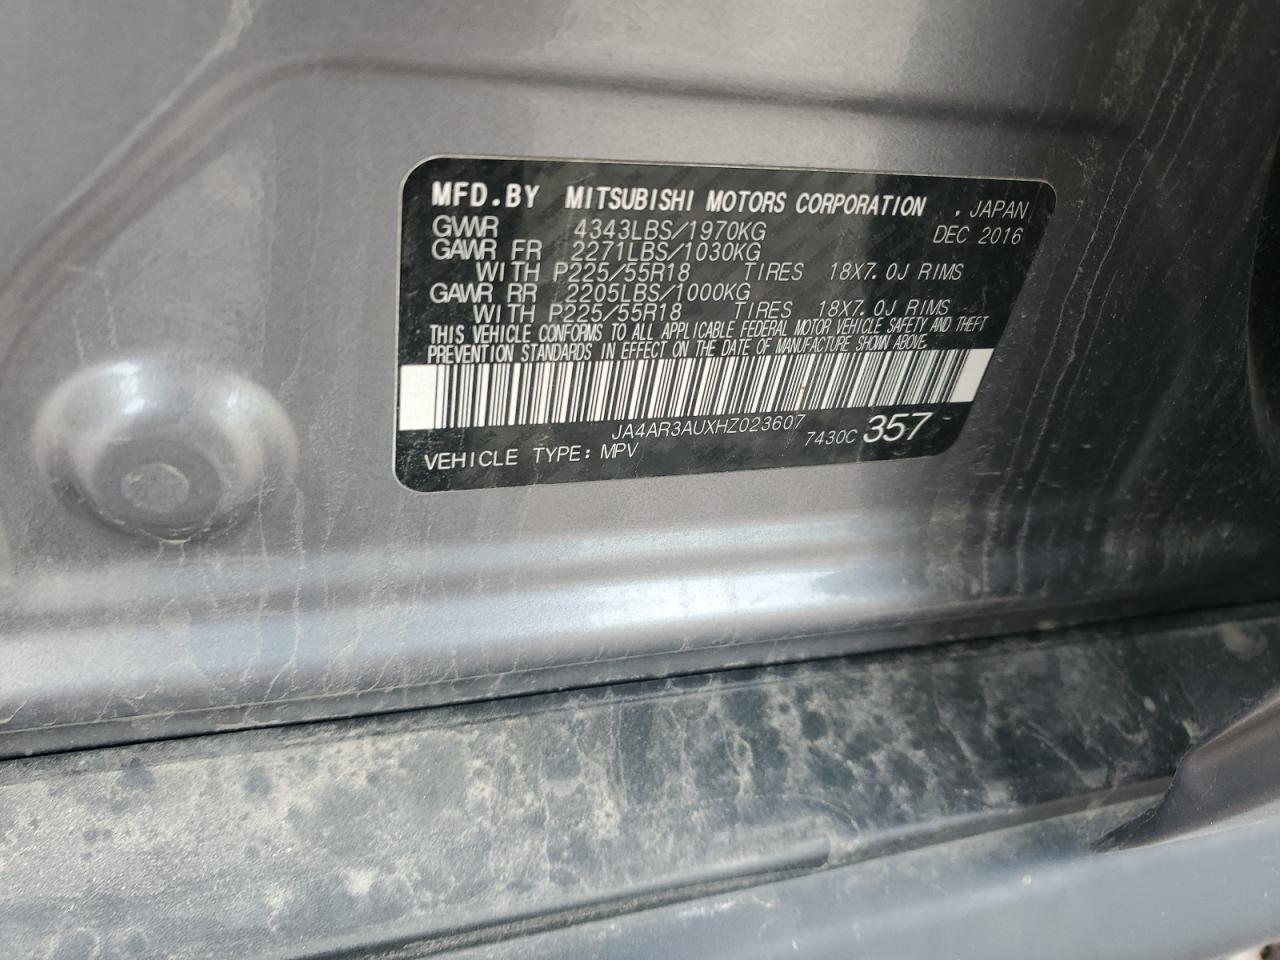 MFD.BY MITSUBISHI MOTORS CORPORATION , JAPAN
GVWR 4343LBS/1970KG DEC 2016
GAWR FR 2271LBS/1030KG
WITH P225/55R18 TIRES 18X7.0J RIMS
GAWR RR 2205LBS/1000KG
WITH P225/55R18 TIRES 18X7.0J RIMS
THIS VEHICLE CONFORMS TO ALL APPLICABLE FEDERAL MOTOR VEHICLE SAFETY AND THEFT
PREVENTION STANDARDS IN EFFECT ON THE DATE OF MANUFACTURE SHOWN ABOVE.
JA4AR3AUXHZ023607
7430C 357
VEHICLE TYPE: MPV